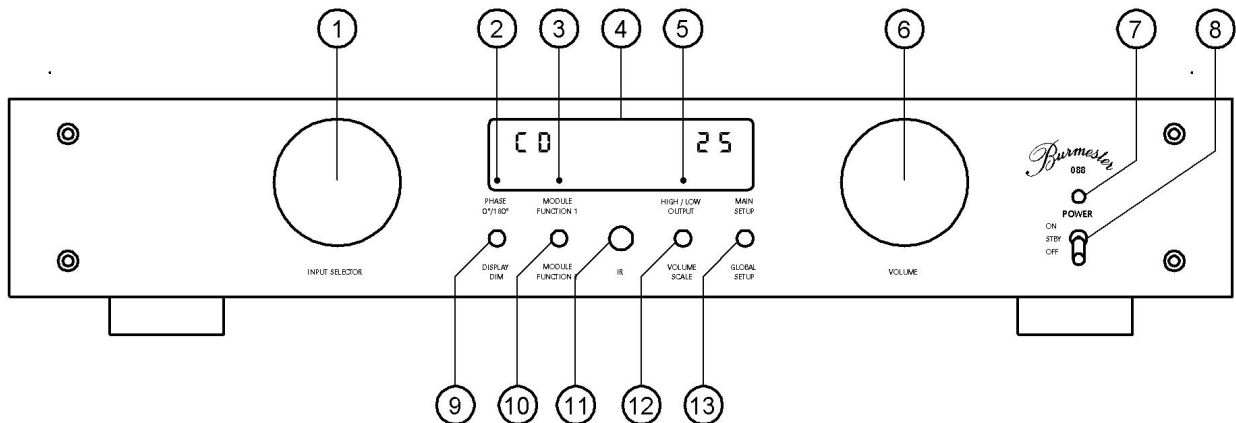 1 2 3 4 5 6 7 8
CD 25
Burmester
088
PHASE
0°/180°
MODULE
FUNCTION 1
HIGH / LOW
OUTPUT
MAIN
SETUP
POWER
ON
STBY
OFF
INPUT SELECTOR
DISPLAY
DIM
MODULE
FUNCTION
IR
VOLUME
SCALE
GLOBAL
SETUP
VOLUME
9 10 11 12 13